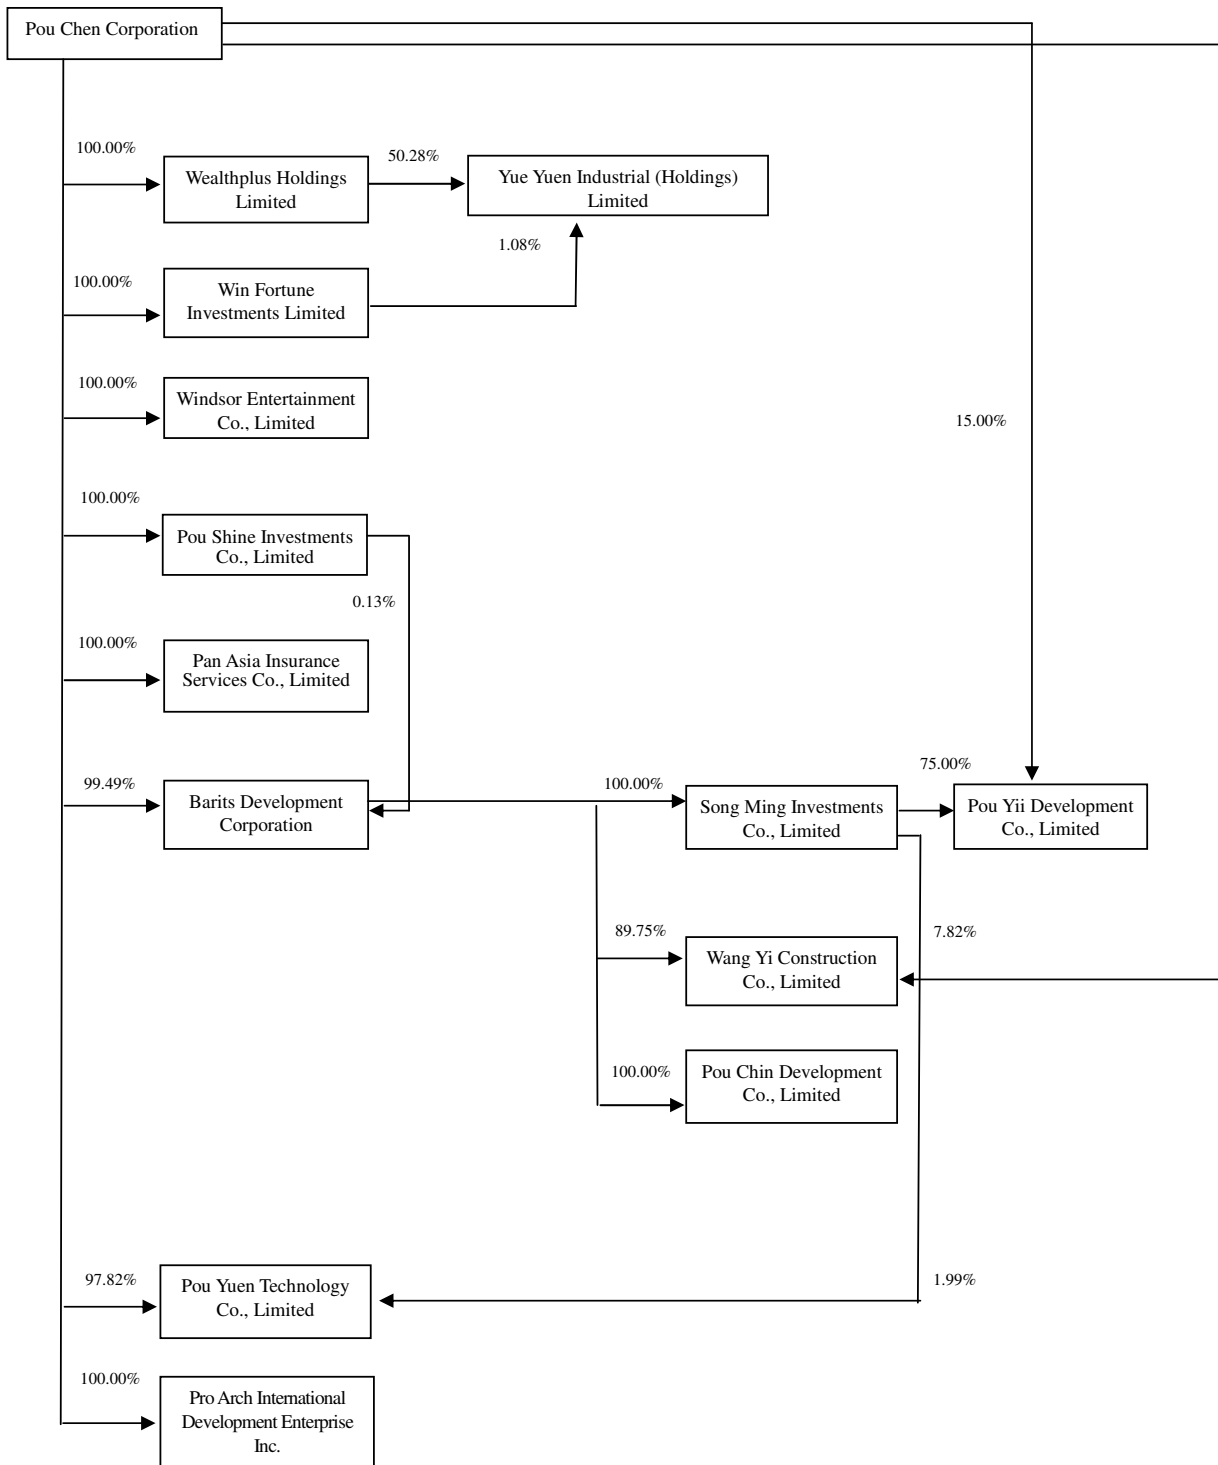 Pou Chen Corporation
100.00%
Wealthplus Holdings
Limited
50.28%
Yue Yuen Industrial (Holdings)
Limited
1.08%
100.00%
Win Fortune
Investments Limited
100.00%
Windsor Entertainment
Co., Limited
15.00%
100.00%
Pou Shine Investments
Co., Limited
0.13%
100.00%
Pan Asia Insurance
Services Co., Limited
99.49%
Barits Development
Corporation
100.00%
Song Ming Investments
Co., Limited
75.00%
Pou Yii Development
Co., Limited
89.75%
Wang Yi Construction
Co., Limited
7.82%
100.00%
Pou Chin Development
Co., Limited
97.82%
Pou Yuen Technology
Co., Limited
1.99%
100.00%
Pro Arch International
Development Enterprise
Inc.